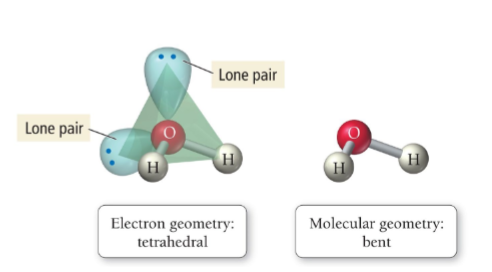 Lone pair
Lone pair
O
H
H
O
H
H
Electron geometry:
tetrahedral
Molecular geometry:
bent